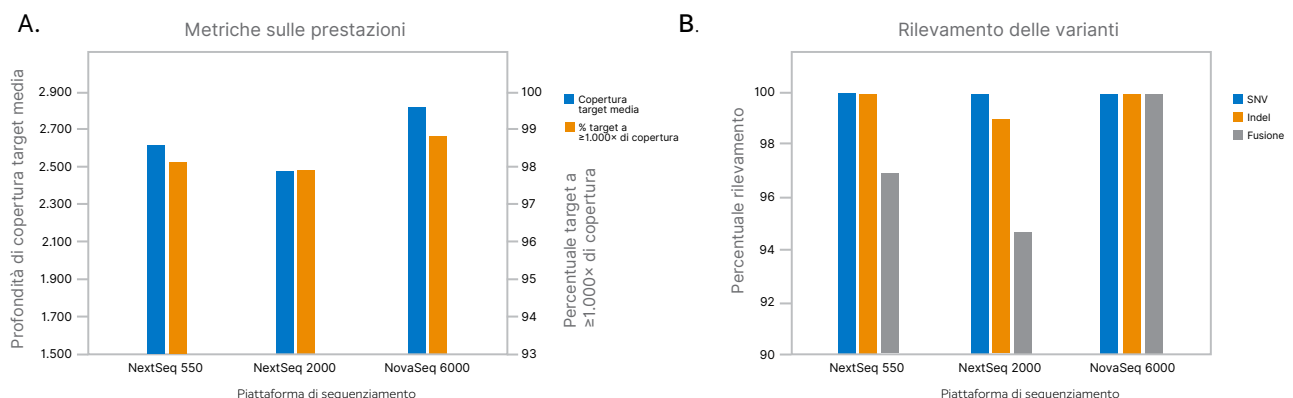 A.
Metriche sulle prestazioni
Profondità di copertura target media
2.900
2.700
2.500
2.300
2.100
1.900
1.700
1.500
100
99
98
97
96
95
94
93
Percentuale target a
≥1.000× di copertura
Copertura
target media
% target a
≥1.000× di copertura
NextSeq 550
NextSeq 2000
NovaSeq 6000
Piattaforma di sequenziamento
B.
Rilevamento delle varianti
Percentuale rilevamento
100
98
96
94
92
90
SNV
Indel
Fusione
NextSeq 550
NextSeq 2000
NovaSeq 6000
Piattaforma di sequenziamento